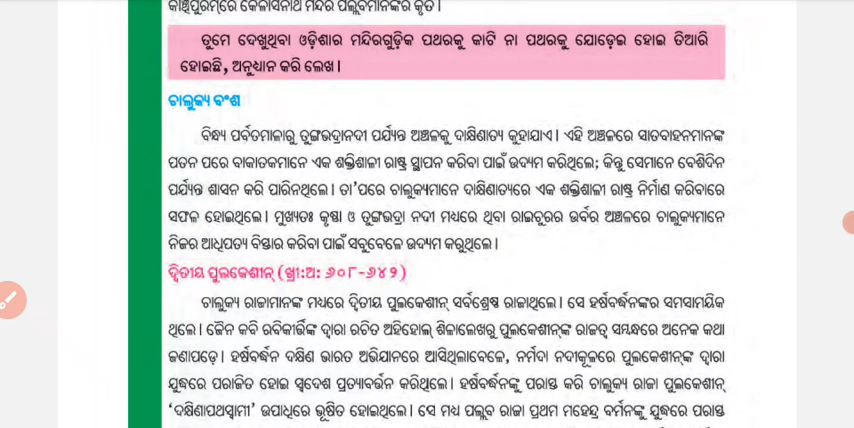 କାଞ୍ଚିପୁରମ୍‌ରେ କୈଳାସନାଥ ମନ୍ଦିର ପଲ୍ଲବମାନଙ୍କର କୃତି।
ତୁମେ ଦେଖୁଥିବା ଓଡ଼ିଶାର ମନ୍ଦିରଗୁଡ଼ିକ ପଥରକୁ କାଟି ନା ପଥରକୁ ଯୋଡ଼େଇ ହୋଇ ତିଆରି
ହୋଇଛି, ଅନୁଧ୍ୟାନ କରି ଲେଖ।
ଚାଲୁକ୍ୟ ବଂଶ
ବିନ୍ଧ୍ୟ ପର୍ବତମାଳାରୁ ତୁଙ୍ଗଭଦ୍ରାନଦୀ ପର୍ଯ୍ୟନ୍ତ ଅଞ୍ଚଳକୁ ଦାକ୍ଷିଣାତ୍ୟ କୁହାଯାଏ। ଏହି ଅଞ୍ଚଳରେ ସାତବାହନମାନଙ୍କ
ପତନ ପରେ ବାକାଟକମାନେ ଏକ ଶକ୍ତିଶାଳୀ ରାଷ୍ଟ୍ର ସ୍ଥାପନ କରିବା ପାଇଁ ଉଦ୍ୟମ କରିଥିଲେ; କିନ୍ତୁ ସେମାନେ ବେଶିଦିନ
ପର୍ଯ୍ୟନ୍ତ ଶାସନ କରି ପାରିନଥିଲେ। ତା'ପରେ ଚାଲୁକ୍ୟମାନେ ଦାକ୍ଷିଣାତ୍ୟରେ ଏକ ଶକ୍ତିଶାଳୀ ରାଷ୍ଟ୍ର ନିର୍ମାଣ କରିବାରେ
ସଫଳ ହୋଇଥିଲେ। ମୁଖ୍ୟତଃ କୃଷ୍ଣା ଓ ତୁଙ୍ଗଭଦ୍ରା ନଦୀ ମଧ୍ୟରେ ଥିବା ରାଇଚୁରର ଉର୍ବର ଅଞ୍ଚଳରେ ଚାଲୁକ୍ୟମାନେ
ନିଜର ଆଧିପତ୍ୟ ବିସ୍ତାର କରିବା ପାଇଁ ସବୁବେଳେ ଉଦ୍ୟମ କରୁଥିଲେ।
ଦ୍ୱିତୀୟ ପୁଲକେଶୀନ୍ (ଖ୍ରୀ:ଅ: ୬୦୮-୬୪୨)
ଚାଲୁକ୍ୟ ରାଜାମାନଙ୍କ ମଧ୍ୟରେ ଦ୍ୱିତୀୟ ପୁଲକେଶୀନ୍ ସର୍ବଶ୍ରେଷ୍ଠ ରାଜାଥିଲେ। ସେ ହର୍ଷବର୍ଦ୍ଧନଙ୍କର ସମସାମୟିକ
ଥିଲେ। ଜୈନ କବି ରବିକୀର୍ତ୍ତିଙ୍କ ଦ୍ୱାରା ରଚିତ ଅହିହୋଲ୍ ଶିଳାଲେଖରୁ ପୁଲକେଶୀନ୍‌ଙ୍କ ରାଜତ୍ୱ ସମ୍ବନ୍ଧରେ ଅନେକ କଥା
ଜଣାପଡ଼େ। ହର୍ଷବର୍ଦ୍ଧନ ଦକ୍ଷିଣ ଭାରତ ଅଭିଯାନରେ ଆସିଥିଲାବେଳେ, ନର୍ମଦା ନଦୀକୂଳରେ ପୁଲକେଶୀନ୍‌ଙ୍କ ଦ୍ୱାରା
ଯୁଦ୍ଧରେ ପରାଜିତ ହୋଇ ସ୍ୱଦେଶ ପ୍ରତ୍ୟାବର୍ତନ କରିଥିଲେ। ହର୍ଷବର୍ଦ୍ଧନଙ୍କୁ ପରାସ୍ତ କରି ଚାଲୁକ୍ୟ ରାଜା ପୁଲକେଶୀନ୍
'ଦକ୍ଷିଣାପଥସ୍ୱାମୀ' ଉପାଧିରେ ଭୂଷିତ ହୋଇଥିଲେ। ସେ ମଧ୍ୟ ପଲ୍ଲବ ରାଜା ପ୍ରଥମ ମହେନ୍ଦ୍ର ବର୍ମନଙ୍କୁ ଯୁଦ୍ଧରେ ପରାସ୍ତ